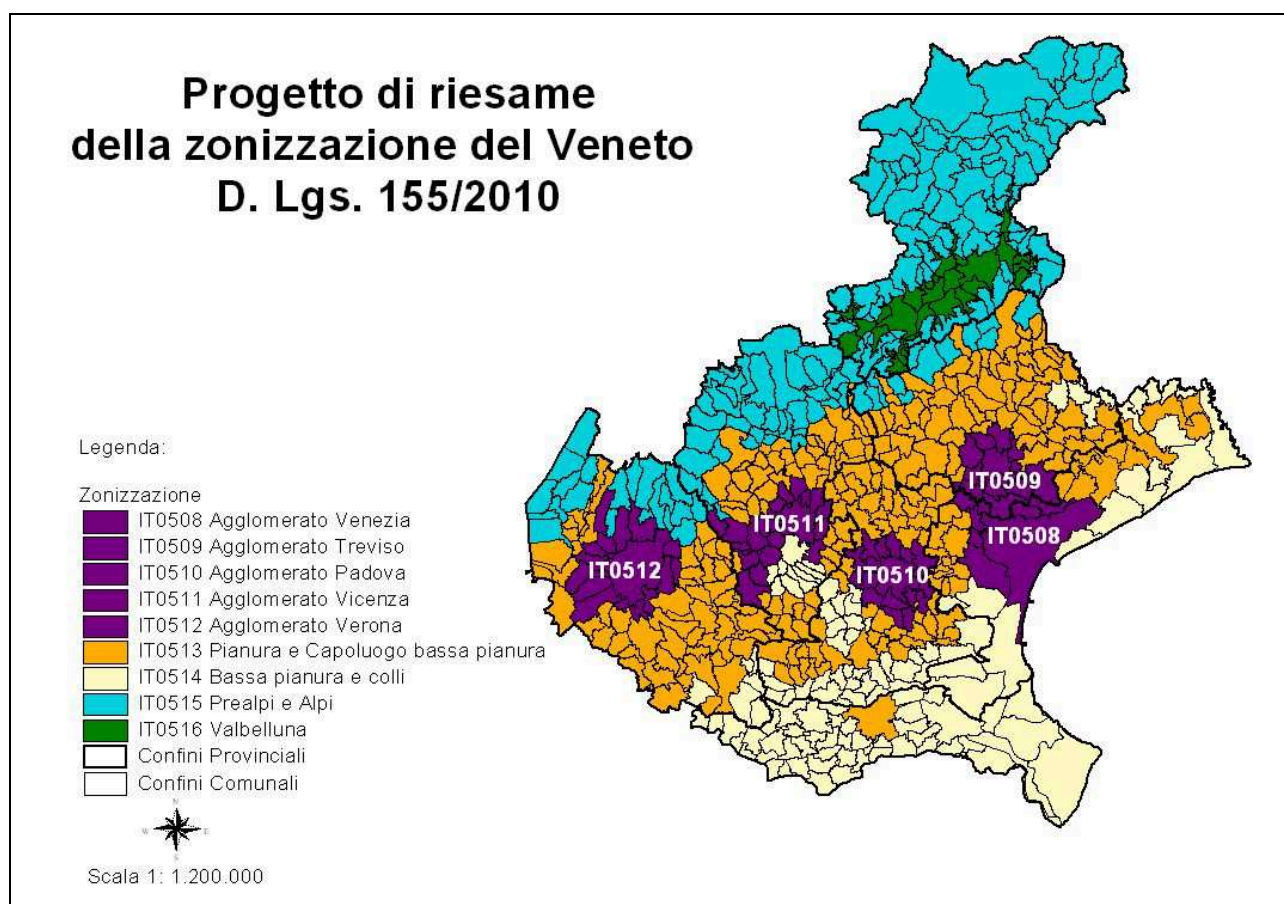 Progetto di riesame
della zonizzazione del Veneto
D. Lgs. 155/2010
IT0509
IT0511
IT0508
IT0512
IT0510
Legenda:
Zonizzazione
IT0508 Agglomerato Venezia
IT0509 Agglomerato Treviso
IT0510 Agglomerato Padova
IT0511 Agglomerato Vicenza
IT0512 Agglomerato Verona
IT0513 Pianura e Capoluogo bassa pianura
IT0514 Bassa pianura e colli
IT0515 Prealpi e Alpi
IT0516 Valbelluna
Confini Provinciali
Confini Comunali
N
W E
S
Scala 1: 1.200.000